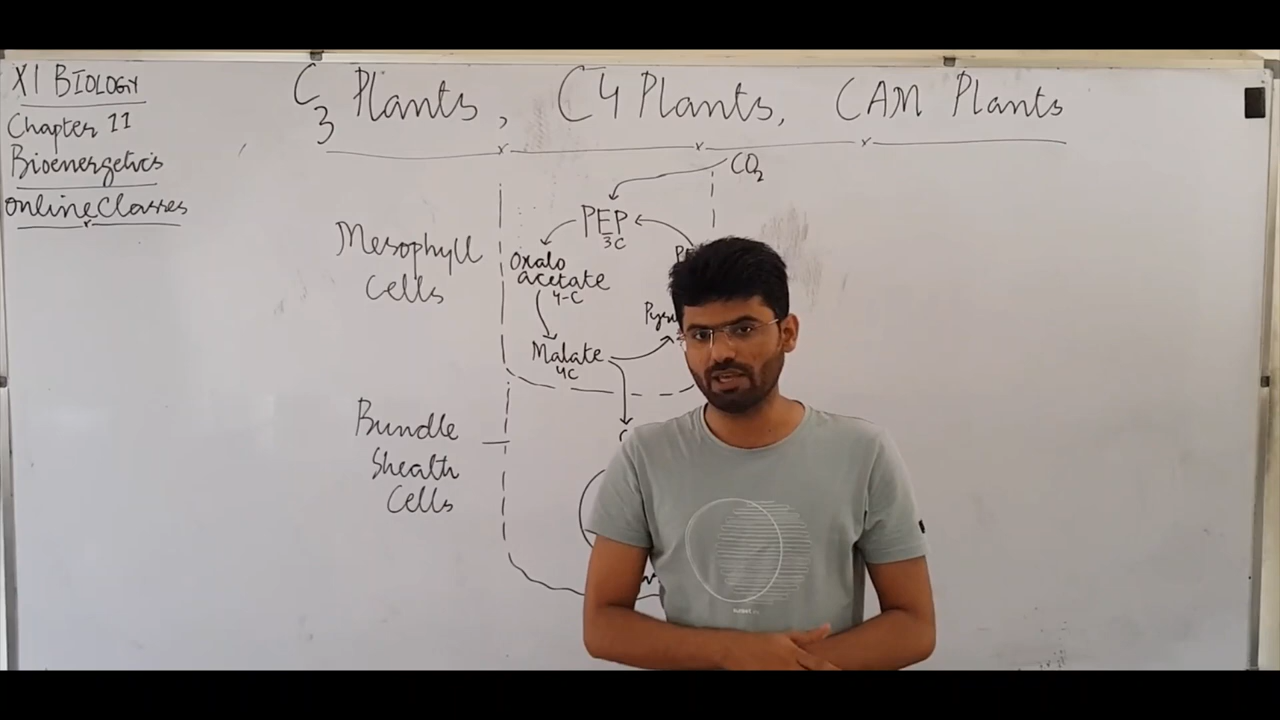 XI BIOLOGY
Chapter 11
Bioenergetics
Online Classes
C3 Plants, C4 Plants, CAM Plants
CO2
PEP
3C
Oxalo
acetate
4-C
Malate
4C
Mesophyll
Cells
Bundle
Sheath
Cells